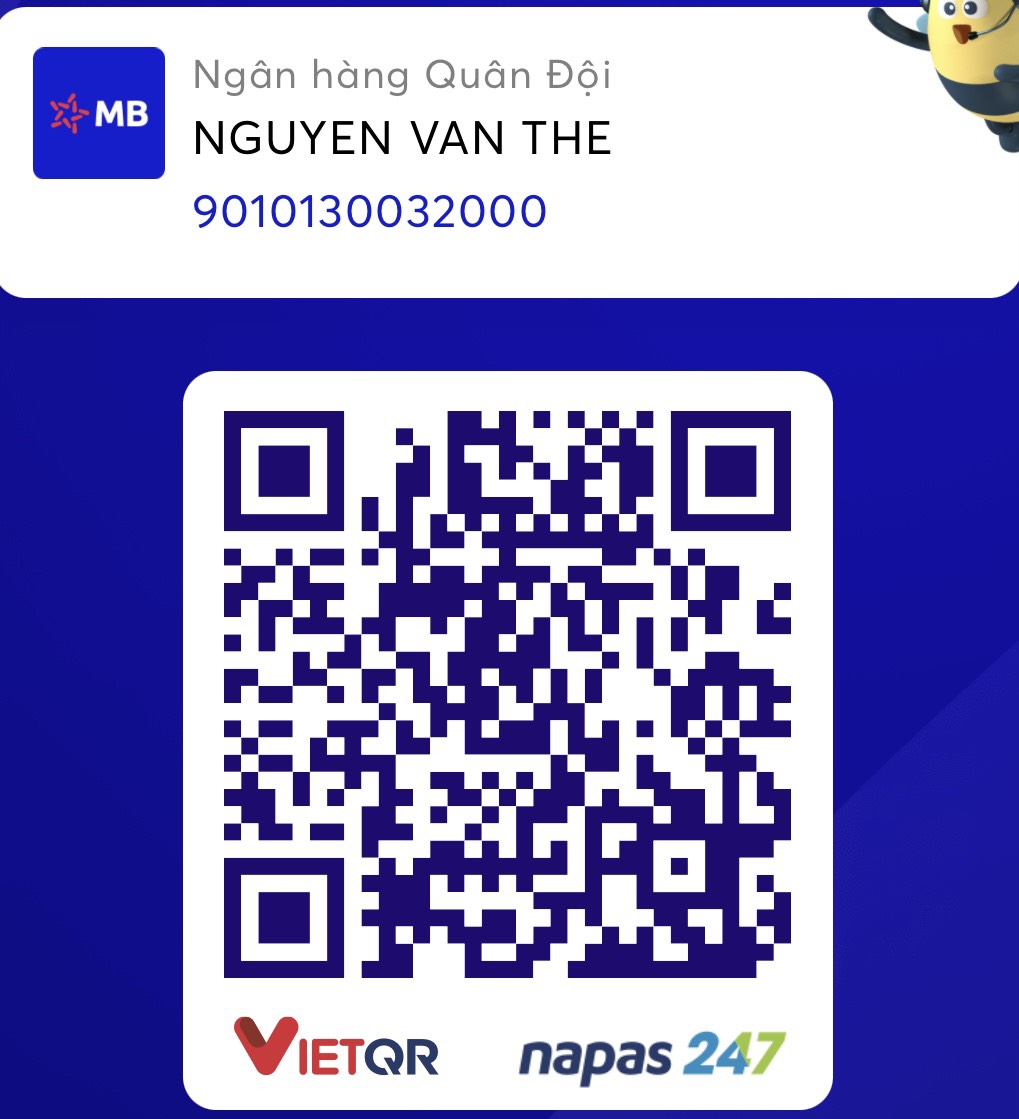 MB
Ngân hàng Quân Đội
NGUYEN VAN THE
9010130032000
VIETQR
napas 247